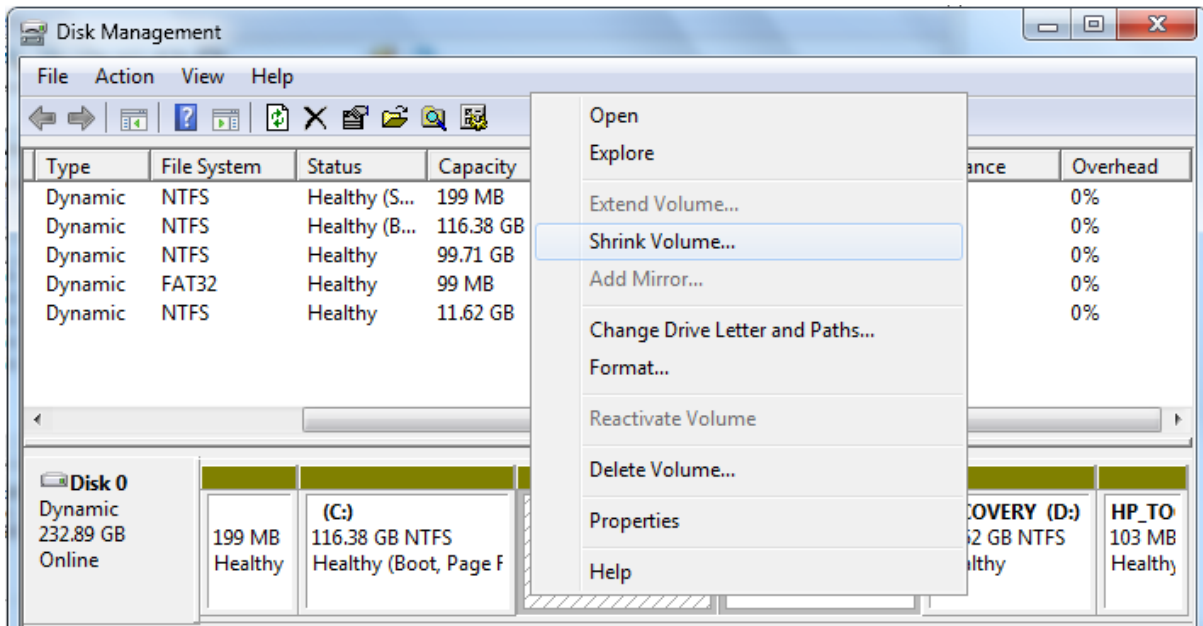 Disk Management
File Action View Help
Type File System Status Capacity Overhead
Dynamic NTFS Healthy (S... 199 MB 0%
Dynamic NTFS Healthy (B... 116.38 GB 0%
Dynamic NTFS Healthy 99.71 GB 0%
Dynamic FAT32 Healthy 99 MB 0%
Dynamic NTFS Healthy 11.62 GB 0%
Open
Explore
Extend Volume...
Shrink Volume...
Add Mirror...
Change Drive Letter and Paths...
Format...
Reactivate Volume
Delete Volume...
Properties
Help
Disk 0
Dynamic
232.89 GB
Online
199 MB
Healthy
(C:)
116.38 GB NTFS
Healthy (Boot, Page F
(D:)
GB NTFS
HP_TO
103 MB
Healthy